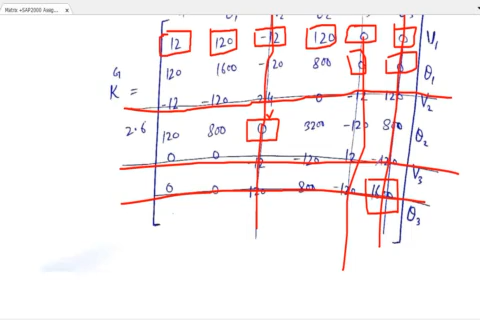 Matrix +SAP2000 Assig...
12 120 -12 120 0 0 V1
G 120 1600 -120 800 0 0 θ1
K =
-12 -120 24 0 -12 120 V2
2.6 120 800 0 3200 -120 800 θ2
0 0 -12 -120 12 -120 V3
0 0 120 800 -120 1600 θ3